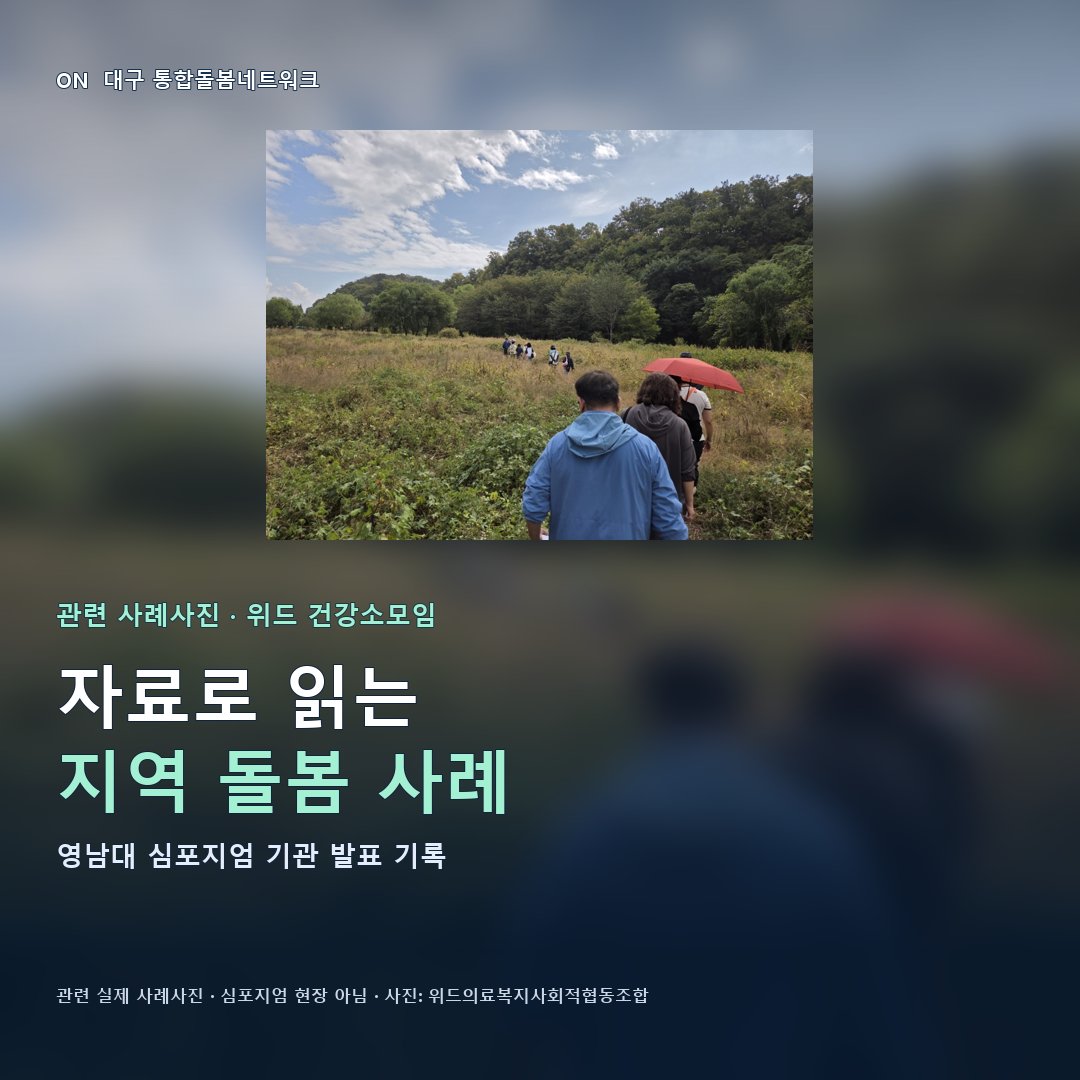 ON 대구 통합돌봄네트워크
관련 사례사진 · 위드 건강소모임
자료로 읽는
지역 돌봄 사례
영남대 심포지엄 기관 발표 기록
관련 실제 사례사진 · 심포지엄 현장 아님 · 사진: 위드의료복지사회적협동조합